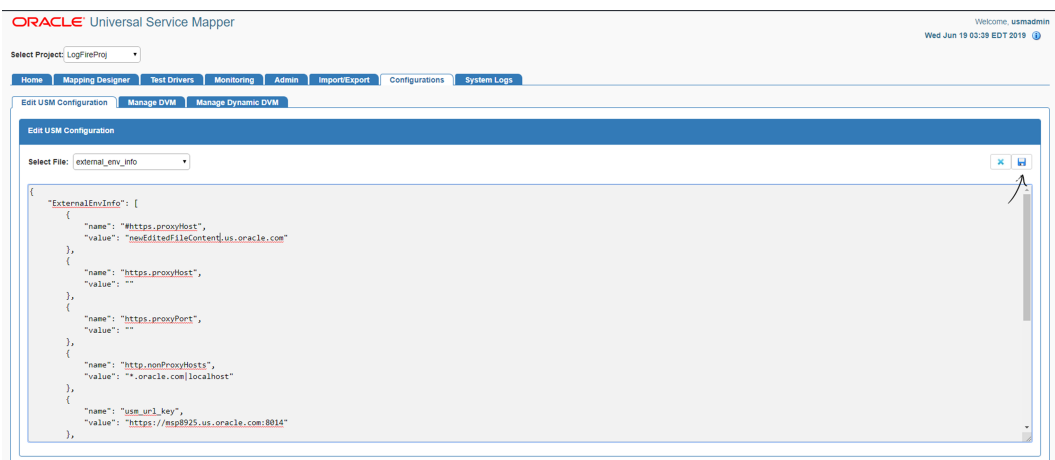 ORACLE Universal Service Mapper
Welcome, usmadmin
Wed Jun 19 03:39 EDT 2019
Select Project: LogFireProj
Home Mapping Designer Test Drivers Monitoring Admin Import/Export Configurations System Logs
Edit USM Configuration Manage DVM Manage Dynamic DVM
Edit USM Configuration
Select File: external_env_info
{
"ExternalEnvInfo": [
{
"name": "#https.proxyHost",
"value": "newEditedFileContent.us.oracle.com"
},
{
"name": "https.proxyHost",
"value": ""
},
{
"name": "https.proxyPort",
"value": ""
},
{
"name": "http.nonProxyHosts",
"value": "*.oracle.com|localhost"
},
{
"name": "usm_url_key",
"value": "https://msp8925.us.oracle.com:8014"
},